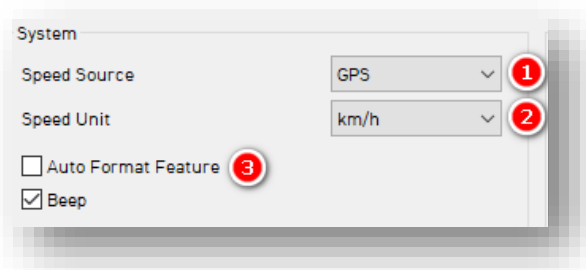 System
Speed Source GPS 1
Speed Unit km/h 2
Auto Format Feature 3
Beep